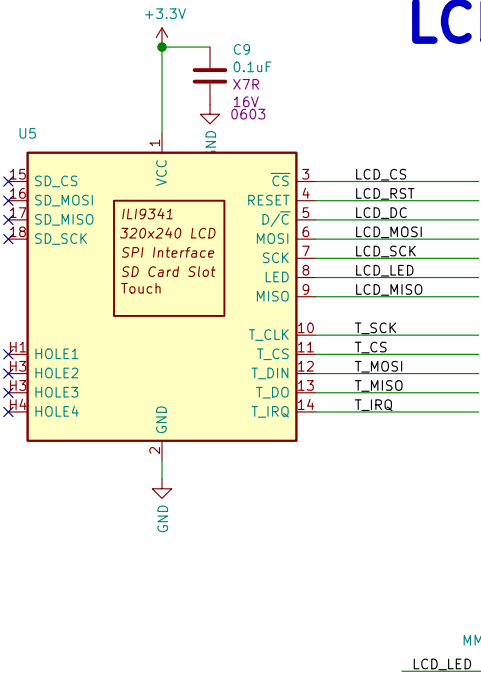 LCD
+3.3V
C9
0.1uF
X7R
16V
0603
GND
U5
1
VCC
15 SD_CS
16 SD_MOSI
17 SD_MISO
18 SD_SCK
ILI9341
320x240 LCD
SPI Interface
SD Card Slot
Touch
CS 3 LCD_CS
RESET 4 LCD_RST
D/C 5 LCD_DC
MOSI 6 LCD_MOSI
SCK 7 LCD_SCK
LED 8 LCD_LED
MISO 9 LCD_MISO
T_CLK 10 T_SCK
T_CS 11 T_CS
T_DIN 12 T_MOSI
T_DO 13 T_MISO
T_IRQ 14 T_IRQ
H1 HOLE1
H3 HOLE2
H3 HOLE3
H4 HOLE4
GND
2
GND
LCD_LED